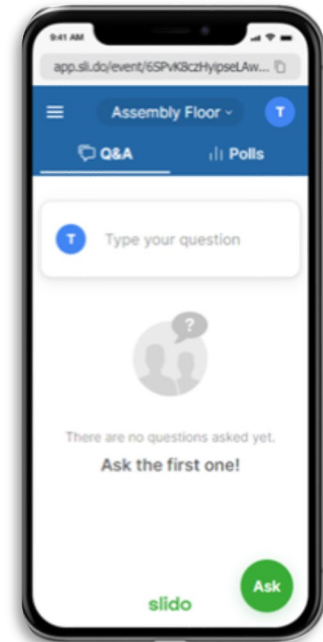 9:41 AM
app.sli.do/event/6SPvK8czHyipseLAw...
Assembly Floor
T
Q&A
Polls
T
Type your question
?
There are no questions asked yet.
Ask the first one!
Ask
slido